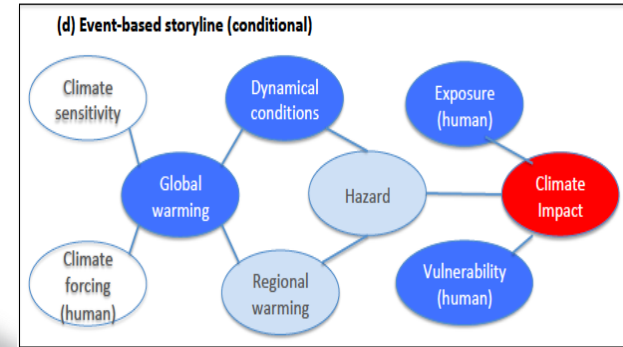 (d) Event-based storyline (conditional)
Climate
sensitivity
Dynamical
conditions
Exposure
(human)
Global
warming
Hazard
Climate
Impact
Climate
forcing
(human)
Regional
warming
Vulnerability
(human)